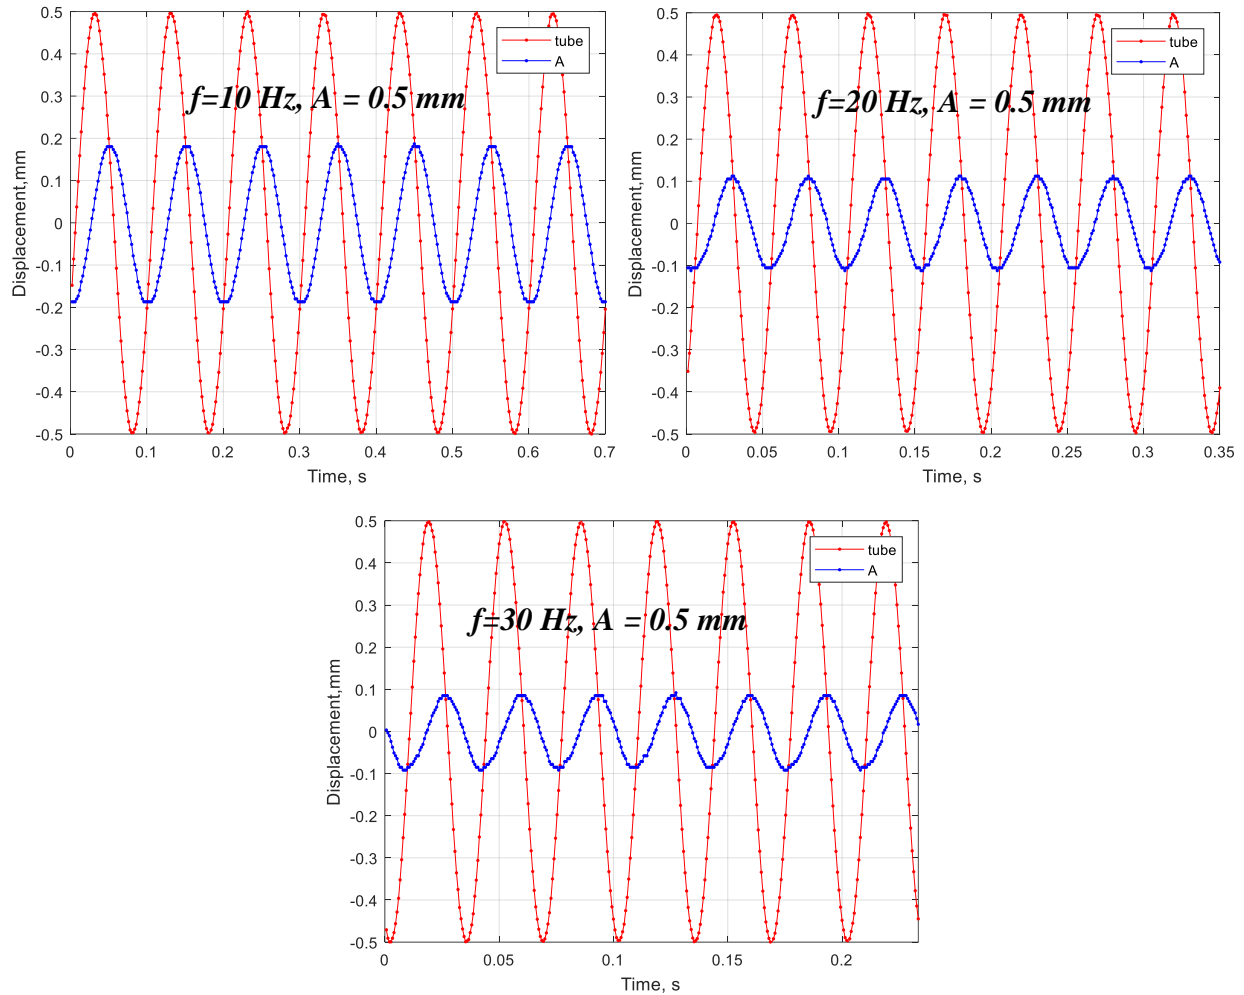 0.5
0.4
0.3
0.2
0.1
0
-0.1
-0.2
-0.3
-0.4
-0.5
Displacement,mm
f=10 Hz, A = 0.5 mm
tube
A
0 0.1 0.2 0.3 0.4 0.5 0.6 0.7
Time, s
0.5
0.4
0.3
0.2
0.1
0
-0.1
-0.2
-0.3
-0.4
-0.5
Displacement,mm
f=20 Hz, A = 0.5 mm
tube
A
0 0.05 0.1 0.15 0.2 0.25 0.3 0.35
Time, s
0.5
0.4
0.3
0.2
0.1
0
-0.1
-0.2
-0.3
-0.4
-0.5
Displacement,mm
f=30 Hz, A = 0.5 mm
tube
A
0 0.05 0.1 0.15 0.2
Time, s